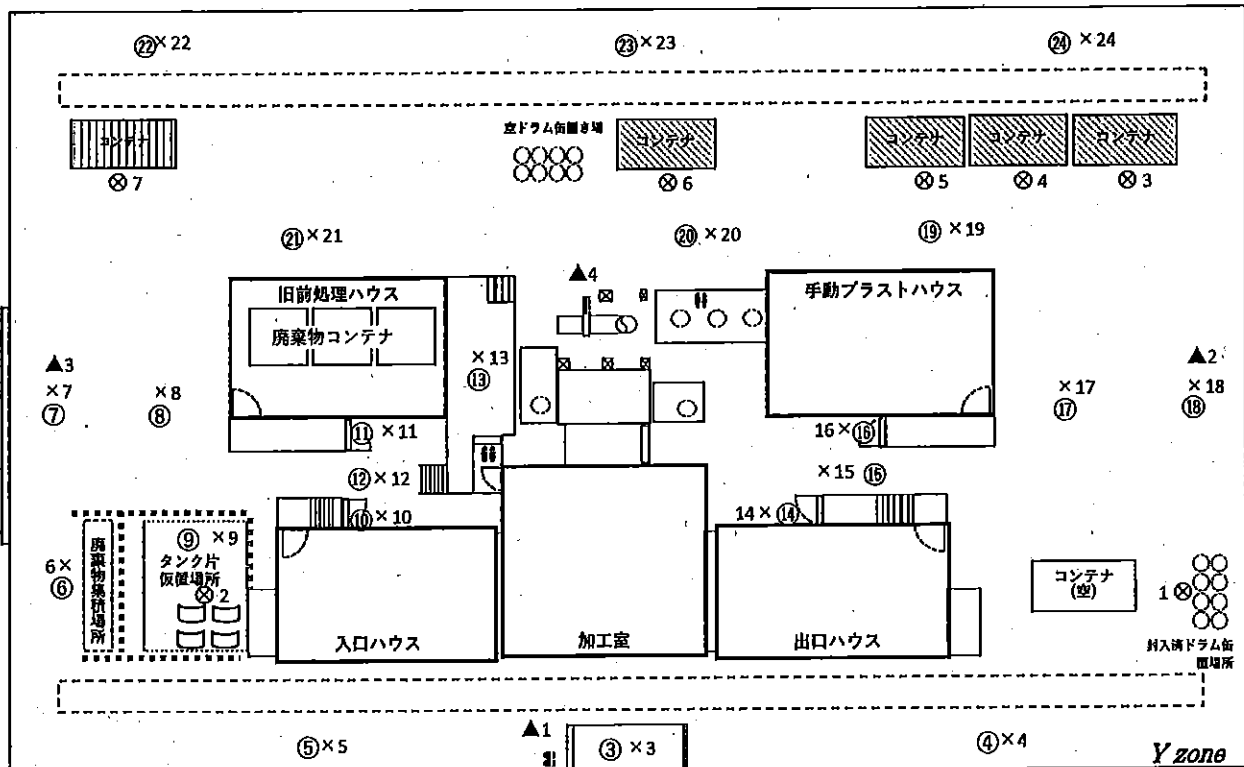 ㉒×22
㉓×23
㉔×24
コンテナ
空ドラム缶置き場
コンテナ
コンテナ
コンテナ
コンテナ
⊗7
⊗6
⊗5
⊗4
⊗3
㉑×21
⑳×20
⑲×19
旧前処理ハウス
廃棄物コンテナ
▲4
手動ブラストハウス
×13
⑬
▲3
×7
⑦
×8
⑧
×17
⑰
▲2
×18
⑱
⑪×11
16×⑯
⑫×12
×15⑯
⑩×10
14×⑭
⑨×9
タンク片
仮置場所
⊗2
6×
⑥
廃棄物集積場所
入口ハウス
加工室
出口ハウス
コンテナ
(空)
1⊗
封入済ドラム缶
置場所
▲1
⑤×5
③×3
④×4
Y zone